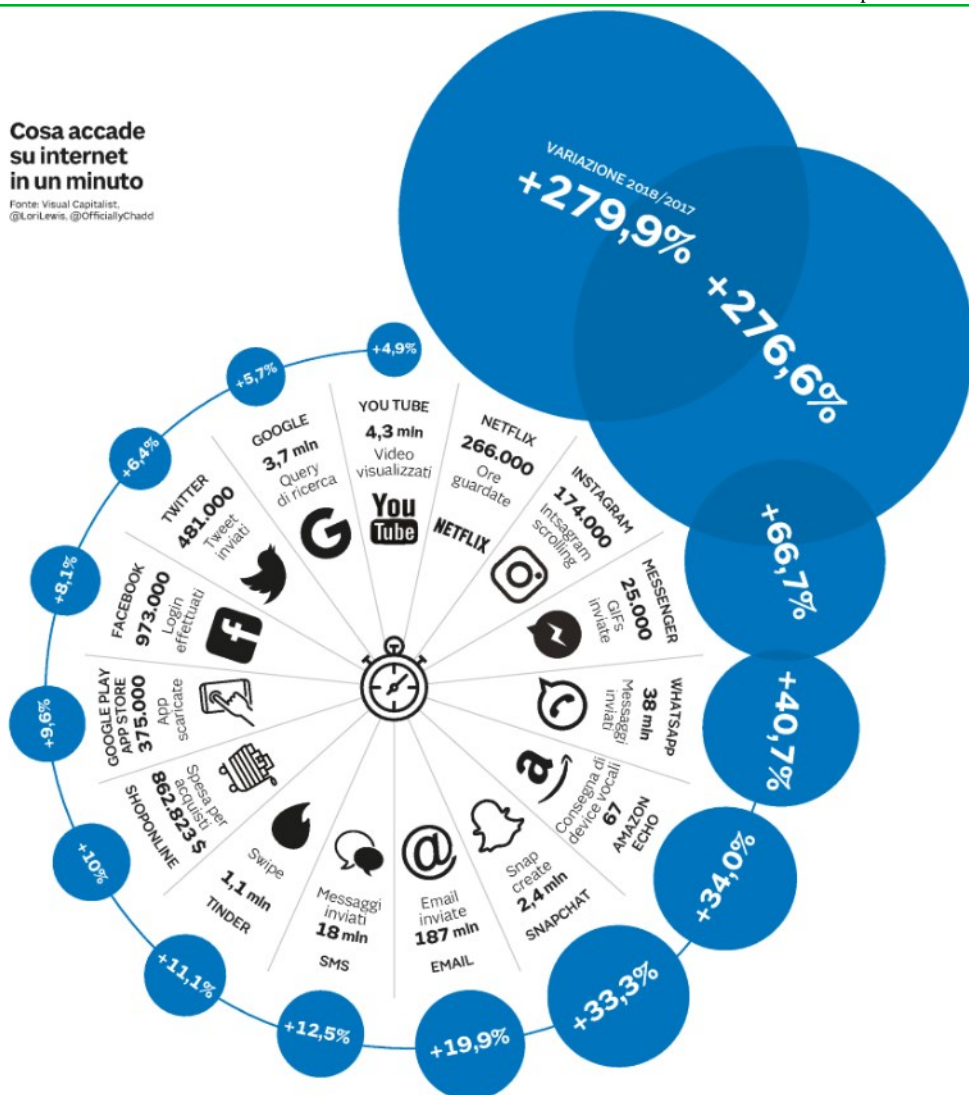 Cosa accade
su internet
in un minuto
Fonte: Visual Capitalist,
@LoriLewis, @OfficiallyChadd
VARIAZIONE 2018/2017
+279,9%
+276,6%
+66,7%
+40,7%
+34,0%
+33,3%
+19,9%
+12,5%
+11,1%
+10%
+9,6%
+8,1%
+6,4%
+5,7%
+4,9%
NETFLIX
266.000
Ore
guardate
NETFLIX
INSTAGRAM
174.000
Intsagram
scrolling
MESSENGER
25.000
GIFs
inviate
WHATSAPP
38 mln
Messaggi
inviati
Consegna di
device vocali
67
AMAZON
ECHO
a
Snap
create
2,4 mln
SNAPCHAT
@
Email
inviate
187 mln
EMAIL
Messaggi
inviati
18 mln
SMS
Swipe
1,1 mln
TINDER
Spesa per
acquisti
862.823 $
SHOPONLINE
GOOGLE PLAY
APP STORE
375.000
App
scaricate
FACEBOOK
973.000
Login
effettuati
f
TWITTER
481.000
Tweet
inviati
GOOGLE
3,7 mln
Query
di ricerca
G
YOU TUBE
4,3 mln
Video
visualizzati
You
Tube